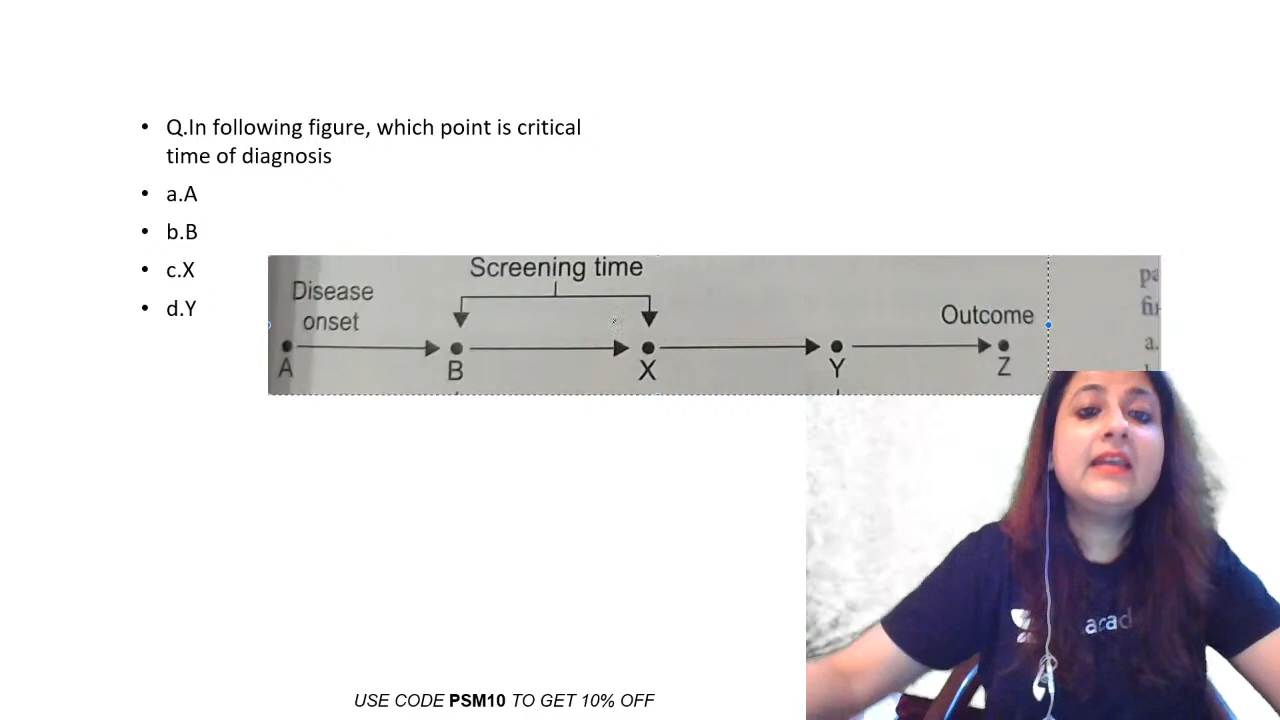 Q.In following figure, which point is critical
time of diagnosis
a.A
b.B
c.X
d.Y
Screening time
Disease
onset
Outcome
A
B
X
Y
Z
a.
acad
USE CODE PSM10 TO GET 10% OFF